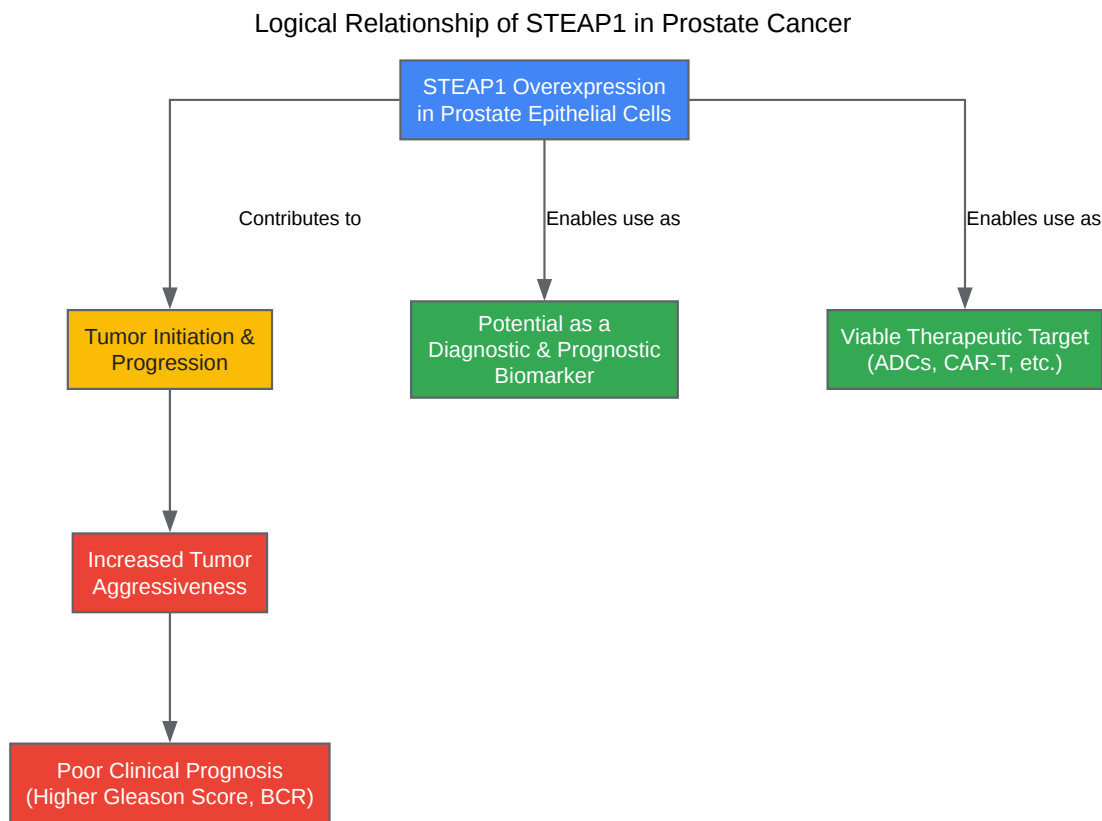 Logical Relationship of STEAP1 in Prostate Cancer
STEAP1 Overexpression
in Prostate Epithelial Cells
Contributes to
Enables use as
Enables use as
Tumor Initiation &
Progression
Potential as a
Diagnostic & Prognostic
Biomarker
Viable Therapeutic Target
(ADCs, CAR-T, etc.)
Increased Tumor
Aggressiveness
Poor Clinical Prognosis
(Higher Gleason Score, BCR)